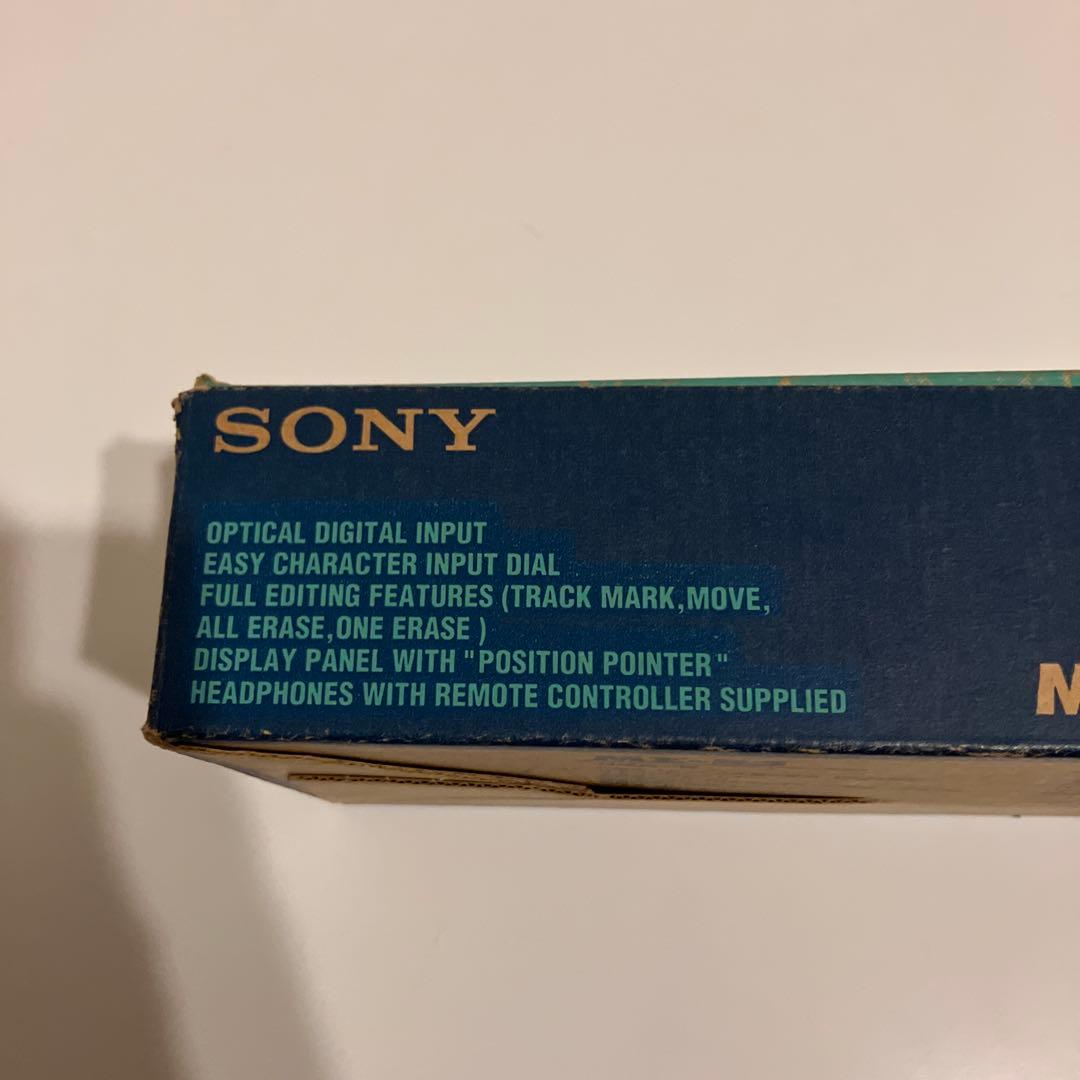 SONY
OPTICAL DIGITAL INPUT
EASY CHARACTER INPUT DIAL
FULL EDITING FEATURES (TRACK MARK,MOVE,
ALL ERASE,ONE ERASE )
DISPLAY PANEL WITH "POSITION POINTER"
HEADPHONES WITH REMOTE CONTROLLER SUPPLIED
M